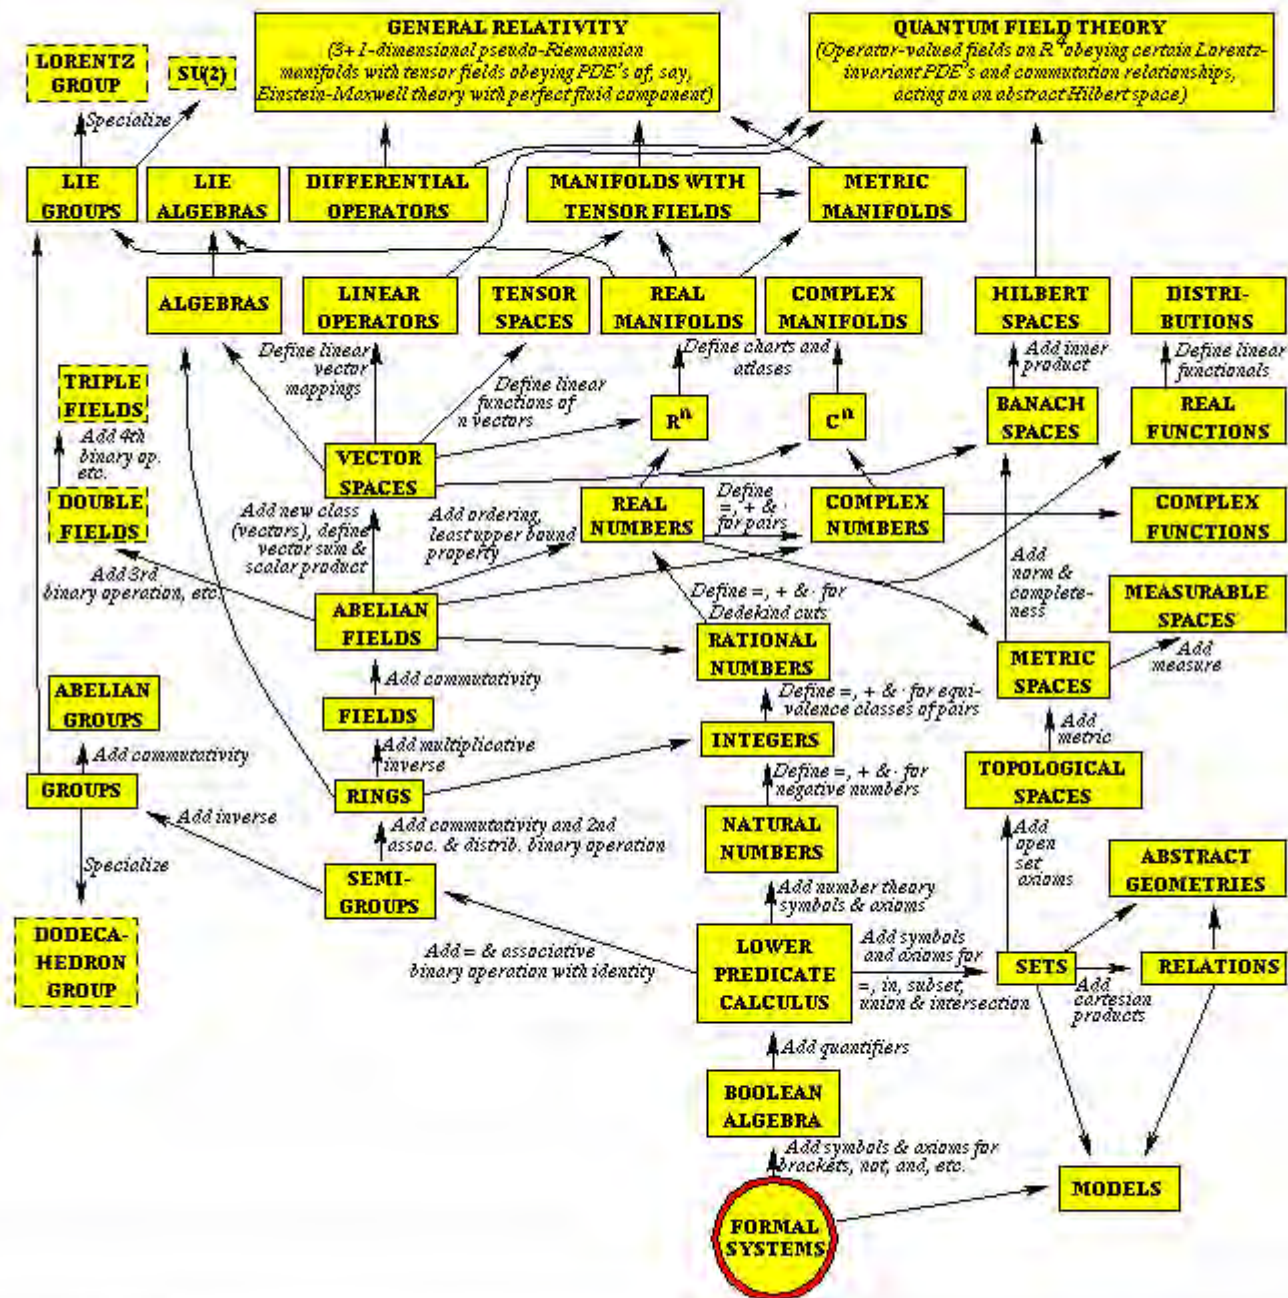 GENERAL RELATIVITY
(3+1-dimensional pseudo-Riemannian
manifolds with tensor fields obeying PDE's of, say,
Einstein-Maxwell theory with perfect fluid component)
QUANTUM FIELD THEORY
(Operator-valued fields on R^4 obeying certain Lorentz-
invariant PDE's and commutation relationships,
acting on an abstract Hilbert space)
LORENTZ
GROUP
SU(2)
Specialize
LIE
GROUPS
LIE
ALGEBRAS
DIFFERENTIAL
OPERATORS
MANIFOLDS WITH
TENSOR FIELDS
METRIC
MANIFOLDS
ALGEBRAS
LINEAR
OPERATORS
TENSOR
SPACES
REAL
MANIFOLDS
COMPLEX
MANIFOLDS
HILBERT
SPACES
DISTRI-
BUTIONS
Define linear
vector
mappings
Define charts and
atlases
Add inner
product
Define linear
functionals
TRIPLE
FIELDS
Define linear
functions of
n vectors
R^n
C^n
BANACH
SPACES
REAL
FUNCTIONS
Add 4th
binary op.
etc.
VECTOR
SPACES
DOUBLE
FIELDS
Add new class
(vectors), define
vector sum &
scalar product
Add ordering,
least upper bound
property
REAL
NUMBERS
Define
=, + & ·
for pairs
COMPLEX
NUMBERS
COMPLEX
FUNCTIONS
Add 3rd
binary operation, etc.
Add
norm &
complete-
ness
ABELIAN
FIELDS
Define =, + & · for
Dedekind cuts
RATIONAL
NUMBERS
MEASURABLE
SPACES
Add
measure
METRIC
SPACES
ABELIAN
GROUPS
Add commutativity
FIELDS
Define =, + & · for equi-
valence classes of pairs
INTEGERS
Add
metric
Add commutativity
Add multiplicative
inverse
GROUPS
RINGS
Define =, + & · for
negative numbers
TOPOLOGICAL
SPACES
Add inverse
Add commutativity and 2nd
assoc. & distrib. binary operation
NATURAL
NUMBERS
Add
open
set
axioms
Specialize
SEMI-
GROUPS
Add number theory
symbols & axioms
ABSTRACT
GEOMETRIES
DODECA-
HEDRON
GROUP
Add = & associative
binary operation with identity
LOWER
PREDICATE
CALCULUS
Add symbols
and axioms for
=, in, subset,
union & intersection
SETS
Add
cartesian
products
RELATIONS
Add quantifiers
BOOLEAN
ALGEBRA
Add symbols & axioms for
brackets, not, and, etc.
MODELS
FORMAL
SYSTEMS